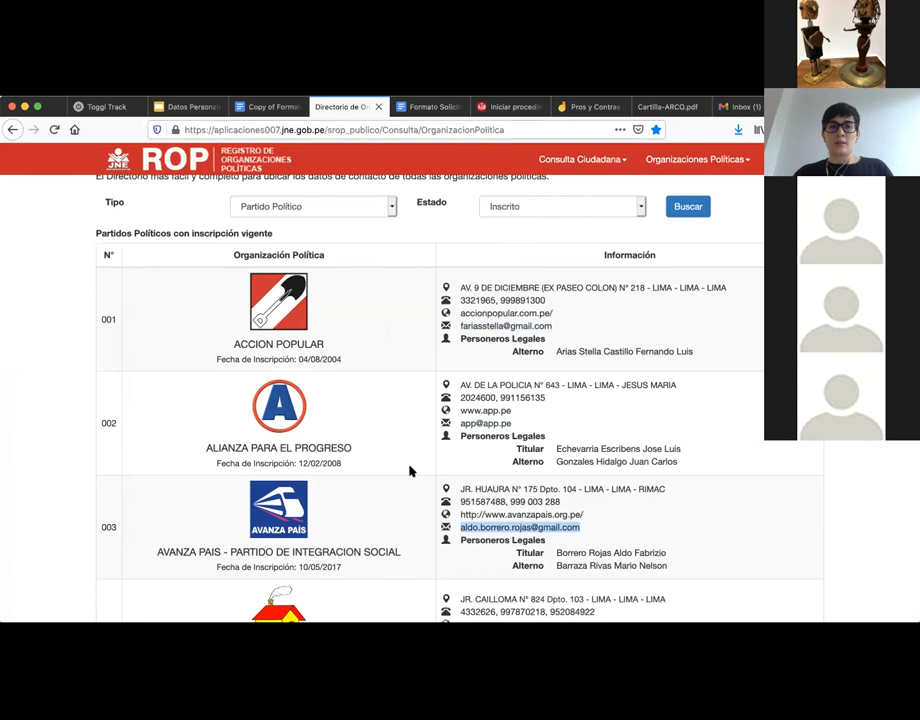 Toggl Track
Datos Persona
Copy of Format
Directorio de Or
Formato Solicit
Iniciar procedin
Pros y Contras
Cartilla-ARCO.pdf
Inbox (1)
https://aplicaciones007.jne.gob.pe/srop_publico/Consulta/OrganizacionPolitica
JNE
ROP
REGISTRO DE
ORGANIZACIONES
POLÍTICAS
Consulta Ciudadana
Organizaciones Políticas
El Directorio más fácil y completo para ubicar los datos de contacto de todas las organizaciones políticas.
Tipo
Partido Político
Estado
Inscrito
Buscar
Partidos Políticos con inscripción vigente
N°
Organización Política
Información
001
ACCION POPULAR
Fecha de Inscripción: 04/08/2004
AV. 9 DE DICIEMBRE (EX PASEO COLON) N° 218 - LIMA - LIMA - LIMA
3321965, 999891300
accionpopular.com.pe/
fariasstella@gmail.com
Personeros Legales
Alterno Arias Stella Castillo Fernando Luis
002
A
ALIANZA PARA EL PROGRESO
Fecha de Inscripción: 12/02/2008
AV. DE LA POLICIA N° 643 - LIMA - LIMA - JESUS MARIA
2024600, 991156135
www.app.pe
app@app.pe
Personeros Legales
Titular Echevarria Escribens Jose Luis
Alterno Gonzales Hidalgo Juan Carlos
003
AVANZA PAÍS
AVANZA PAIS - PARTIDO DE INTEGRACION SOCIAL
Fecha de Inscripción: 10/05/2017
JR. HUAURA N° 175 Dpto. 104 - LIMA - LIMA - RIMAC
951587488, 999 003 288
http://www.avanzapais.org.pe/
aldo.borrero.rojas@gmail.com
Personeros Legales
Titular Borrero Rojas Aldo Fabrizio
Alterno Barraza Rivas Mario Nelson
JR. CAILLOMA N° 824 Dpto. 103 - LIMA - LIMA - LIMA
4332626, 997870218, 952084922